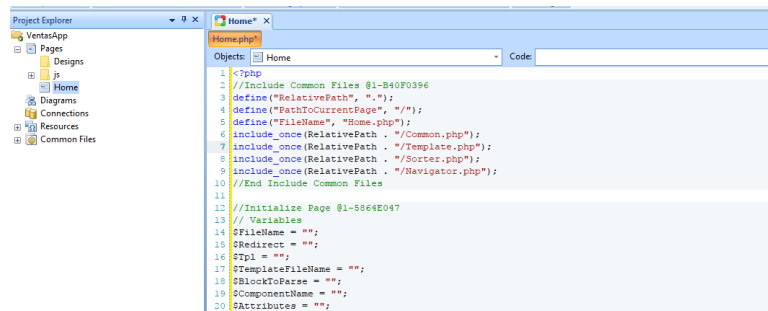 Project Explorer
VentasApp
Pages
Designs
js
Home
Diagrams
Connections
Resources
Common Files
Home*
Home.php*
Objects: Home Code:
1 <?php
2 //Include Common Files @1-B40F0396
3 define("RelativePath", ".");
4 define("PathToCurrentPage", "/");
5 define("FileName", "Home.php");
6 include_once(RelativePath . "/Common.php");
7 include_once(RelativePath . "/Template.php");
8 include_once(RelativePath . "/Sorter.php");
9 include_once(RelativePath . "/Navigator.php");
10 //End Include Common Files
11
12 //Initialize Page @1-5864E047
13 // Variables
14 $FileName = "";
15 $Redirect = "";
16 $Tpl = "";
17 $TemplateFileName = "";
18 $BlockToParse = "";
19 $ComponentName = "";
20 $Attributes = "";